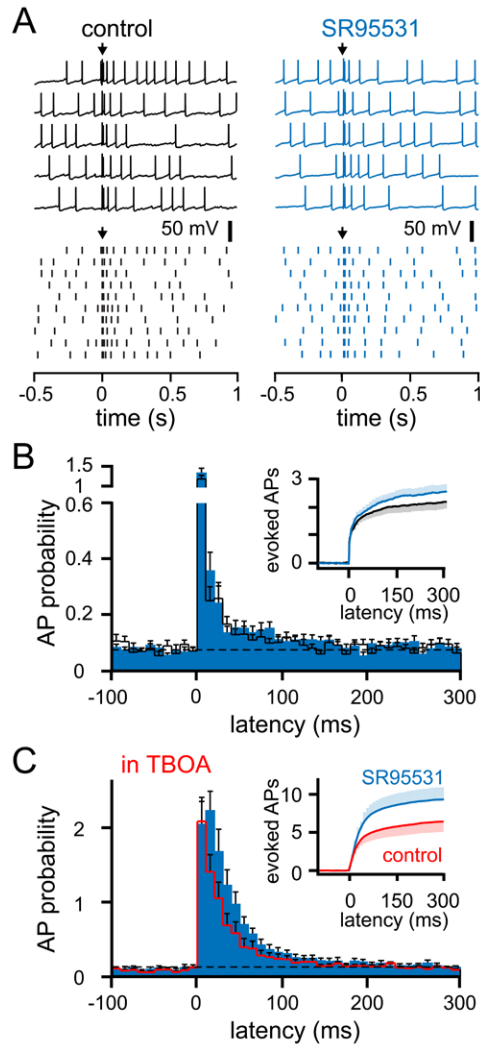 A
control SR95531
50 mV 50 mV
-0.5 0 0.5 1 -0.5 0 0.5 1
time (s) time (s)
B
1.5
1
0.6
0.4
0.2
0
AP probability
-100 0 100 200 300
latency (ms)
3
2
0
evoked APs
0 150 300
latency (ms)
C
in TBOA
2
1
0
AP probability
-100 0 100 200 300
latency (ms)
SR95531
control
10
5
0
evoked APs
0 150 300
latency (ms)